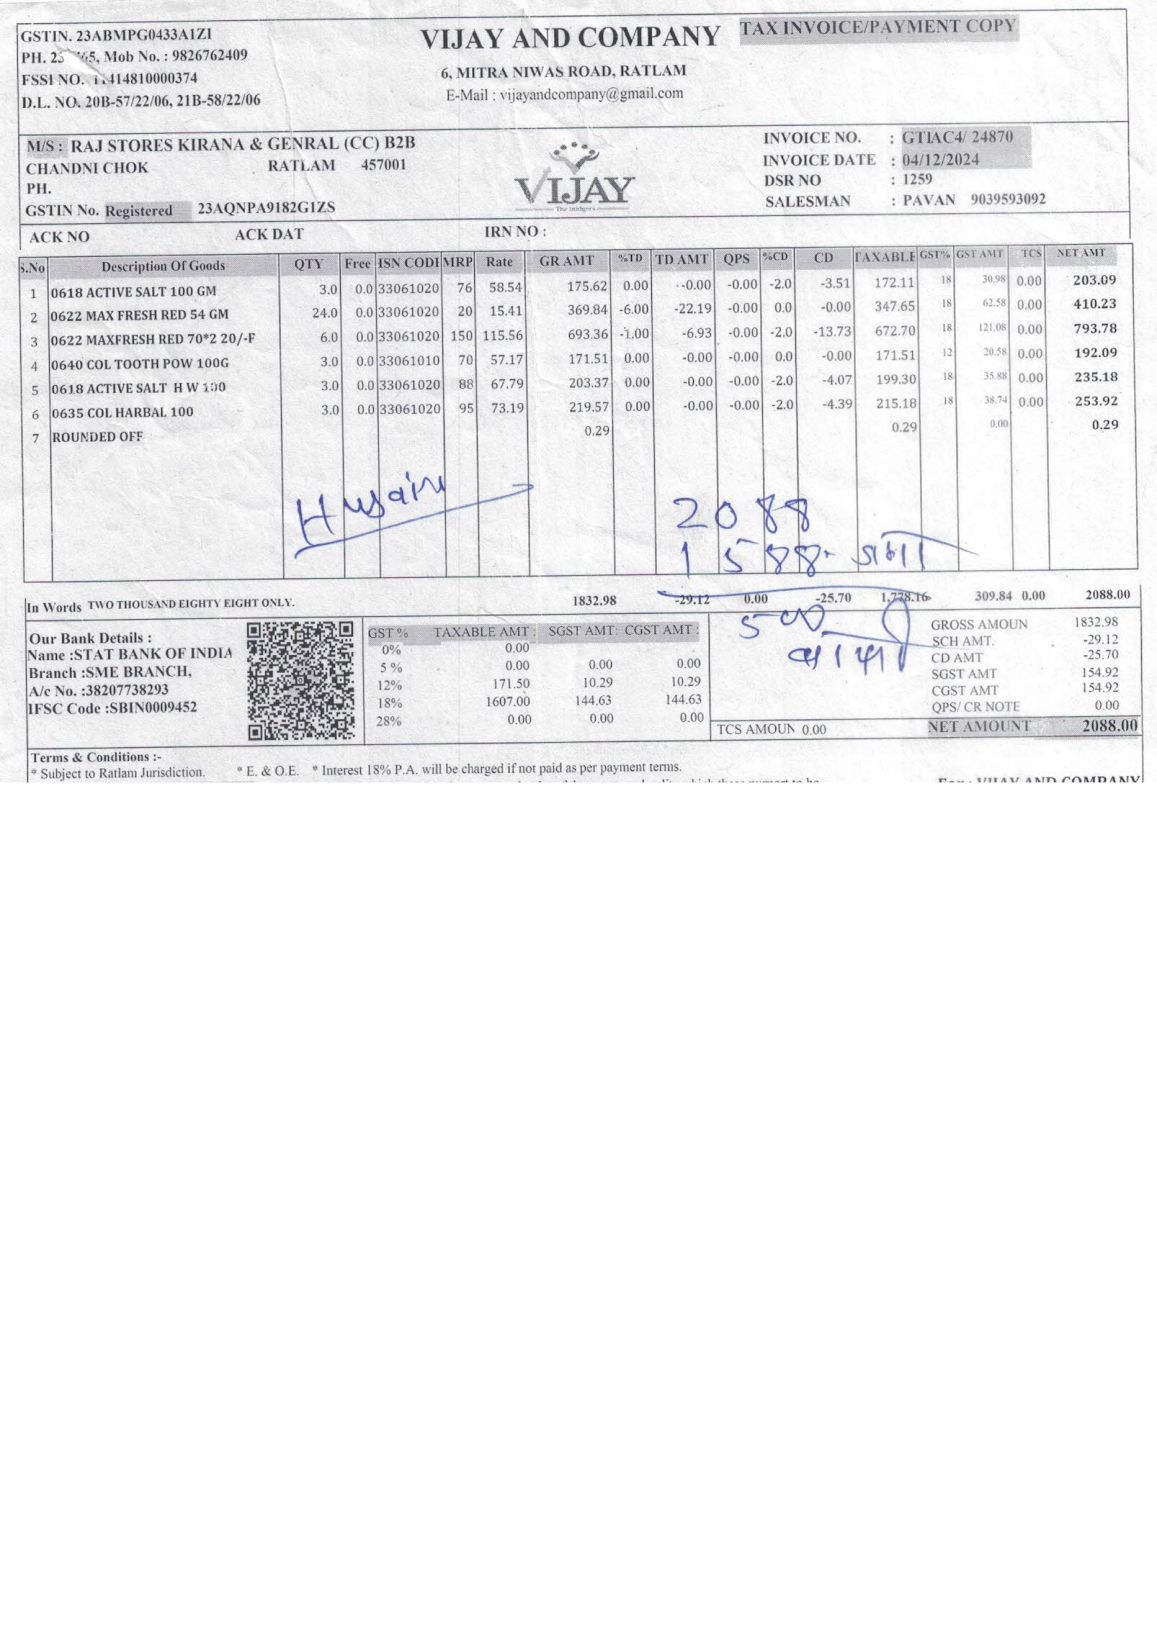 GSTIN. 23ABMPG0433A1ZI
TAX INVOICE/PAYMENT COPY
VIJAY AND COMPANY
Mob No. : 9826762409
FSSI NO.
D.L. NO. 20B-57/22/06, 21B-58/22/06
6, MITRA NIWAS ROAD, RATLAM
E-Mail : vijayandcompany@gmail.com
M/S : RAJ STORES KIRANA & GENRAL (CC) B2B
CHANDNI CHOK RATLAM 457001
PH.
GSTIN No. Registered 23AQNPA9182G1ZS
VIJAY
INVOICE NO. : GTIAC4/ 24870
INVOICE DATE : 04/12/2024
DSR NO : 1259
SALESMAN : PAVAN 9039593092
ACK NO ACK DAT IRN NO :
S.No Description Of Goods QTY Free ISN CODI MRP Rate GR AMT %TD TD AMT QPS %CD CD TAXABLE GST% GST AMT TCS NET AMT
1 0618 ACTIVE SALT 100 GM 3.0 0.0 33061020 76 58.54 175.62 0.00 -0.00 -0.00 -2.0 -3.51 172.11 18 30.98 0.00 203.09
2 0622 MAX FRESH RED 54 GM 24.0 0.0 33061020 20 15.41 369.84 -6.00 -22.19 -0.00 0.0 -0.00 347.65 18 62.58 0.00 410.23
3 0622 MAXFRESH RED 70*2 20/-F 6.0 0.0 33061020 150 115.56 693.36 -1.00 -6.93 -0.00 -2.0 -13.73 672.70 18 121.08 0.00 793.78
4 0640 COL TOOTH POW 100G 3.0 0.0 33061010 70 57.17 171.51 0.00 -0.00 -0.00 0.0 -0.00 171.51 12 20.58 0.00 192.09
5 0618 ACTIVE SALT H W 100 3.0 0.0 33061020 88 67.79 203.37 0.00 -0.00 -0.00 -2.0 -4.07 199.30 18 35.88 0.00 235.18
6 0635 COL HARBAL 100 3.0 0.0 33061020 95 73.19 219.57 0.00 -0.00 -0.00 -2.0 -4.39 215.18 18 38.74 0.00 253.92
7 ROUNDED OFF 0.29 0.29 0.00 0.29
Husain
2088
1588 जमा
In Words TWO THOUSAND EIGHTY EIGHT ONLY. 1832.98 -29.12 0.00 -25.70 1,778.16 309.84 0.00 2088.00
500
बाकी
Our Bank Details :
Name :STAT BANK OF INDIA
Branch :SME BRANCH,
A/c No. :38207738293
IFSC Code :SBIN0009452
GST % TAXABLE AMT : SGST AMT: CGST AMT :
0% 0.00
5 % 0.00 0.00 0.00
12% 171.50 10.29 10.29
18% 1607.00 144.63 144.63
28% 0.00 0.00 0.00
GROSS AMOUN 1832.98
SCH AMT. -29.12
CD AMT -25.70
SGST AMT 154.92
CGST AMT 154.92
QPS/ CR NOTE 0.00
TCS AMOUN 0.00 NET AMOUNT 2088.00
Terms & Conditions :-
* Subject to Ratlam Jurisdiction. * E. & O.E. * Interest 18% P.A. will be charged if not paid as per payment terms.
For : VIJAY AND COMPANY